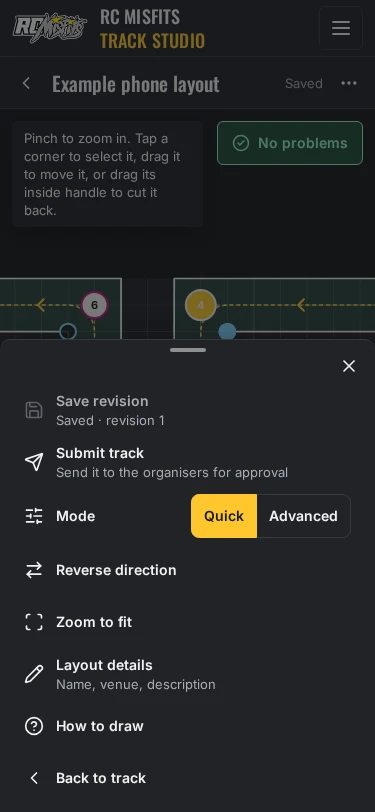 RC Misfits
RC MISFITS
TRACK STUDIO
Example phone layout
Saved
Pinch to zoom in. Tap a
corner to select it, drag it
to move it, or drag its
inside handle to cut it
back.
No problems
6
4
Save revision
Saved · revision 1
Submit track
Send it to the organisers for approval
Mode
Quick
Advanced
Reverse direction
Zoom to fit
Layout details
Name, venue, description
How to draw
Back to track